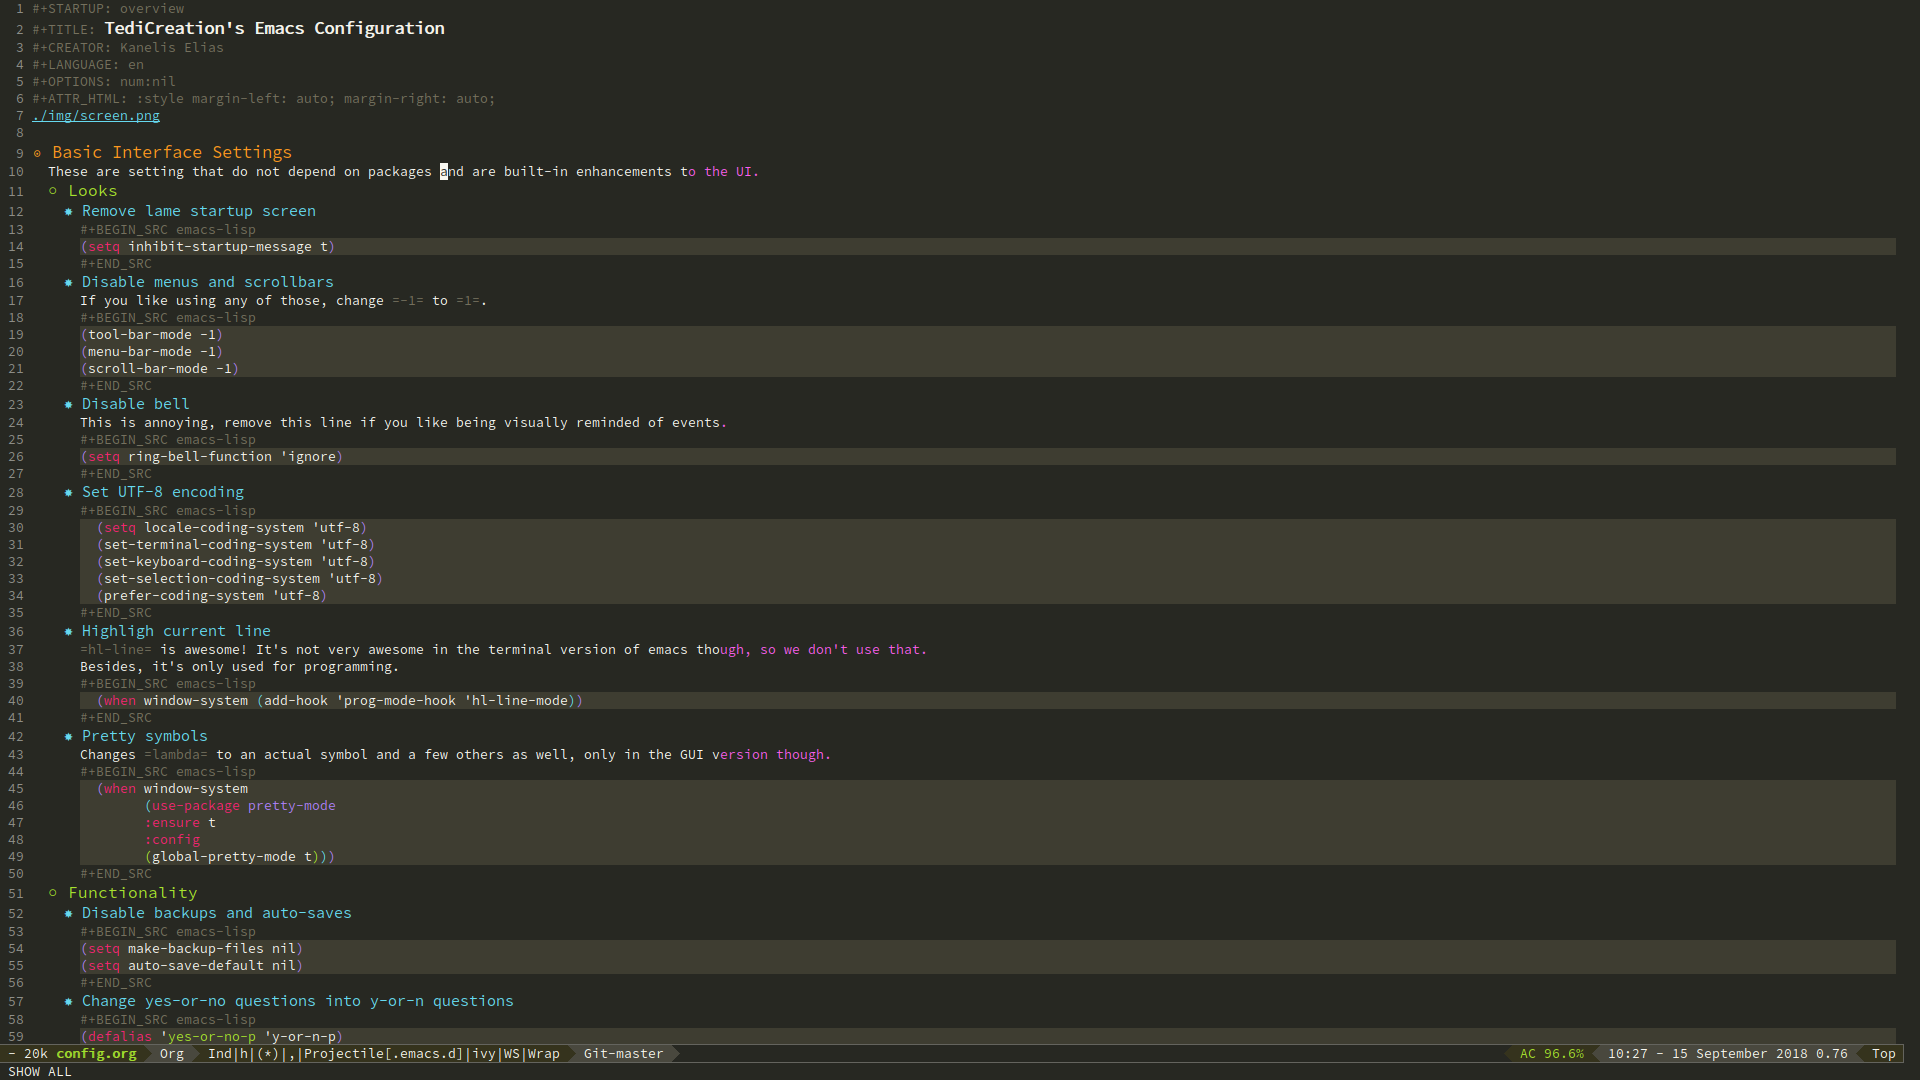 1 #+STARTUP: overview
2 #+TITLE: TediCreation's Emacs Configuration
3 #+CREATOR: Kanelis Elias
4 #+LANGUAGE: en
5 #+OPTIONS: num:nil
6 #+ATTR_HTML: :style margin-left: auto; margin-right: auto;
7 ./img/screen.png
8
9 Basic Interface Settings
10 These are setting that do not depend on packages and are built-in enhancements to the UI.
11 ○ Looks
12 ✸ Remove lame startup screen
13 #+BEGIN_SRC emacs-lisp
14 (setq inhibit-startup-message t)
15 #+END_SRC
16 ✸ Disable menus and scrollbars
17 If you like using any of those, change =-1= to =1=.
18 #+BEGIN_SRC emacs-lisp
19 (tool-bar-mode -1)
20 (menu-bar-mode -1)
21 (scroll-bar-mode -1)
22 #+END_SRC
23 ✸ Disable bell
24 This is annoying, remove this line if you like being visually reminded of events.
25 #+BEGIN_SRC emacs-lisp
26 (setq ring-bell-function 'ignore)
27 #+END_SRC
28 ✸ Set UTF-8 encoding
29 #+BEGIN_SRC emacs-lisp
30 (setq locale-coding-system 'utf-8)
31 (set-terminal-coding-system 'utf-8)
32 (set-keyboard-coding-system 'utf-8)
33 (set-selection-coding-system 'utf-8)
34 (prefer-coding-system 'utf-8)
35 #+END_SRC
36 ✸ Highligh current line
37 =hl-line= is awesome! It's not very awesome in the terminal version of emacs though, so we don't use that.
38 Besides, it's only used for programming.
39 #+BEGIN_SRC emacs-lisp
40 (when window-system (add-hook 'prog-mode-hook 'hl-line-mode))
41 #+END_SRC
42 ✸ Pretty symbols
43 Changes =lambda= to an actual symbol and a few others as well, only in the GUI version though.
44 #+BEGIN_SRC emacs-lisp
45 (when window-system
46 (use-package pretty-mode
47 :ensure t
48 :config
49 (global-pretty-mode t)))
50 #+END_SRC
51 ○ Functionality
52 ✸ Disable backups and auto-saves
53 #+BEGIN_SRC emacs-lisp
54 (setq make-backup-files nil)
55 (setq auto-save-default nil)
56 #+END_SRC
57 ✸ Change yes-or-no questions into y-or-n questions
58 #+BEGIN_SRC emacs-lisp
59 (defalias 'yes-or-no-p 'y-or-n-p)
- 20k config.org Org Ind|h|(*)|,|Projectile[.emacs.d]|ivy|WS|Wrap Git-master AC 96.6% 10:27 - 15 September 2018 0.76 Top
SHOW ALL